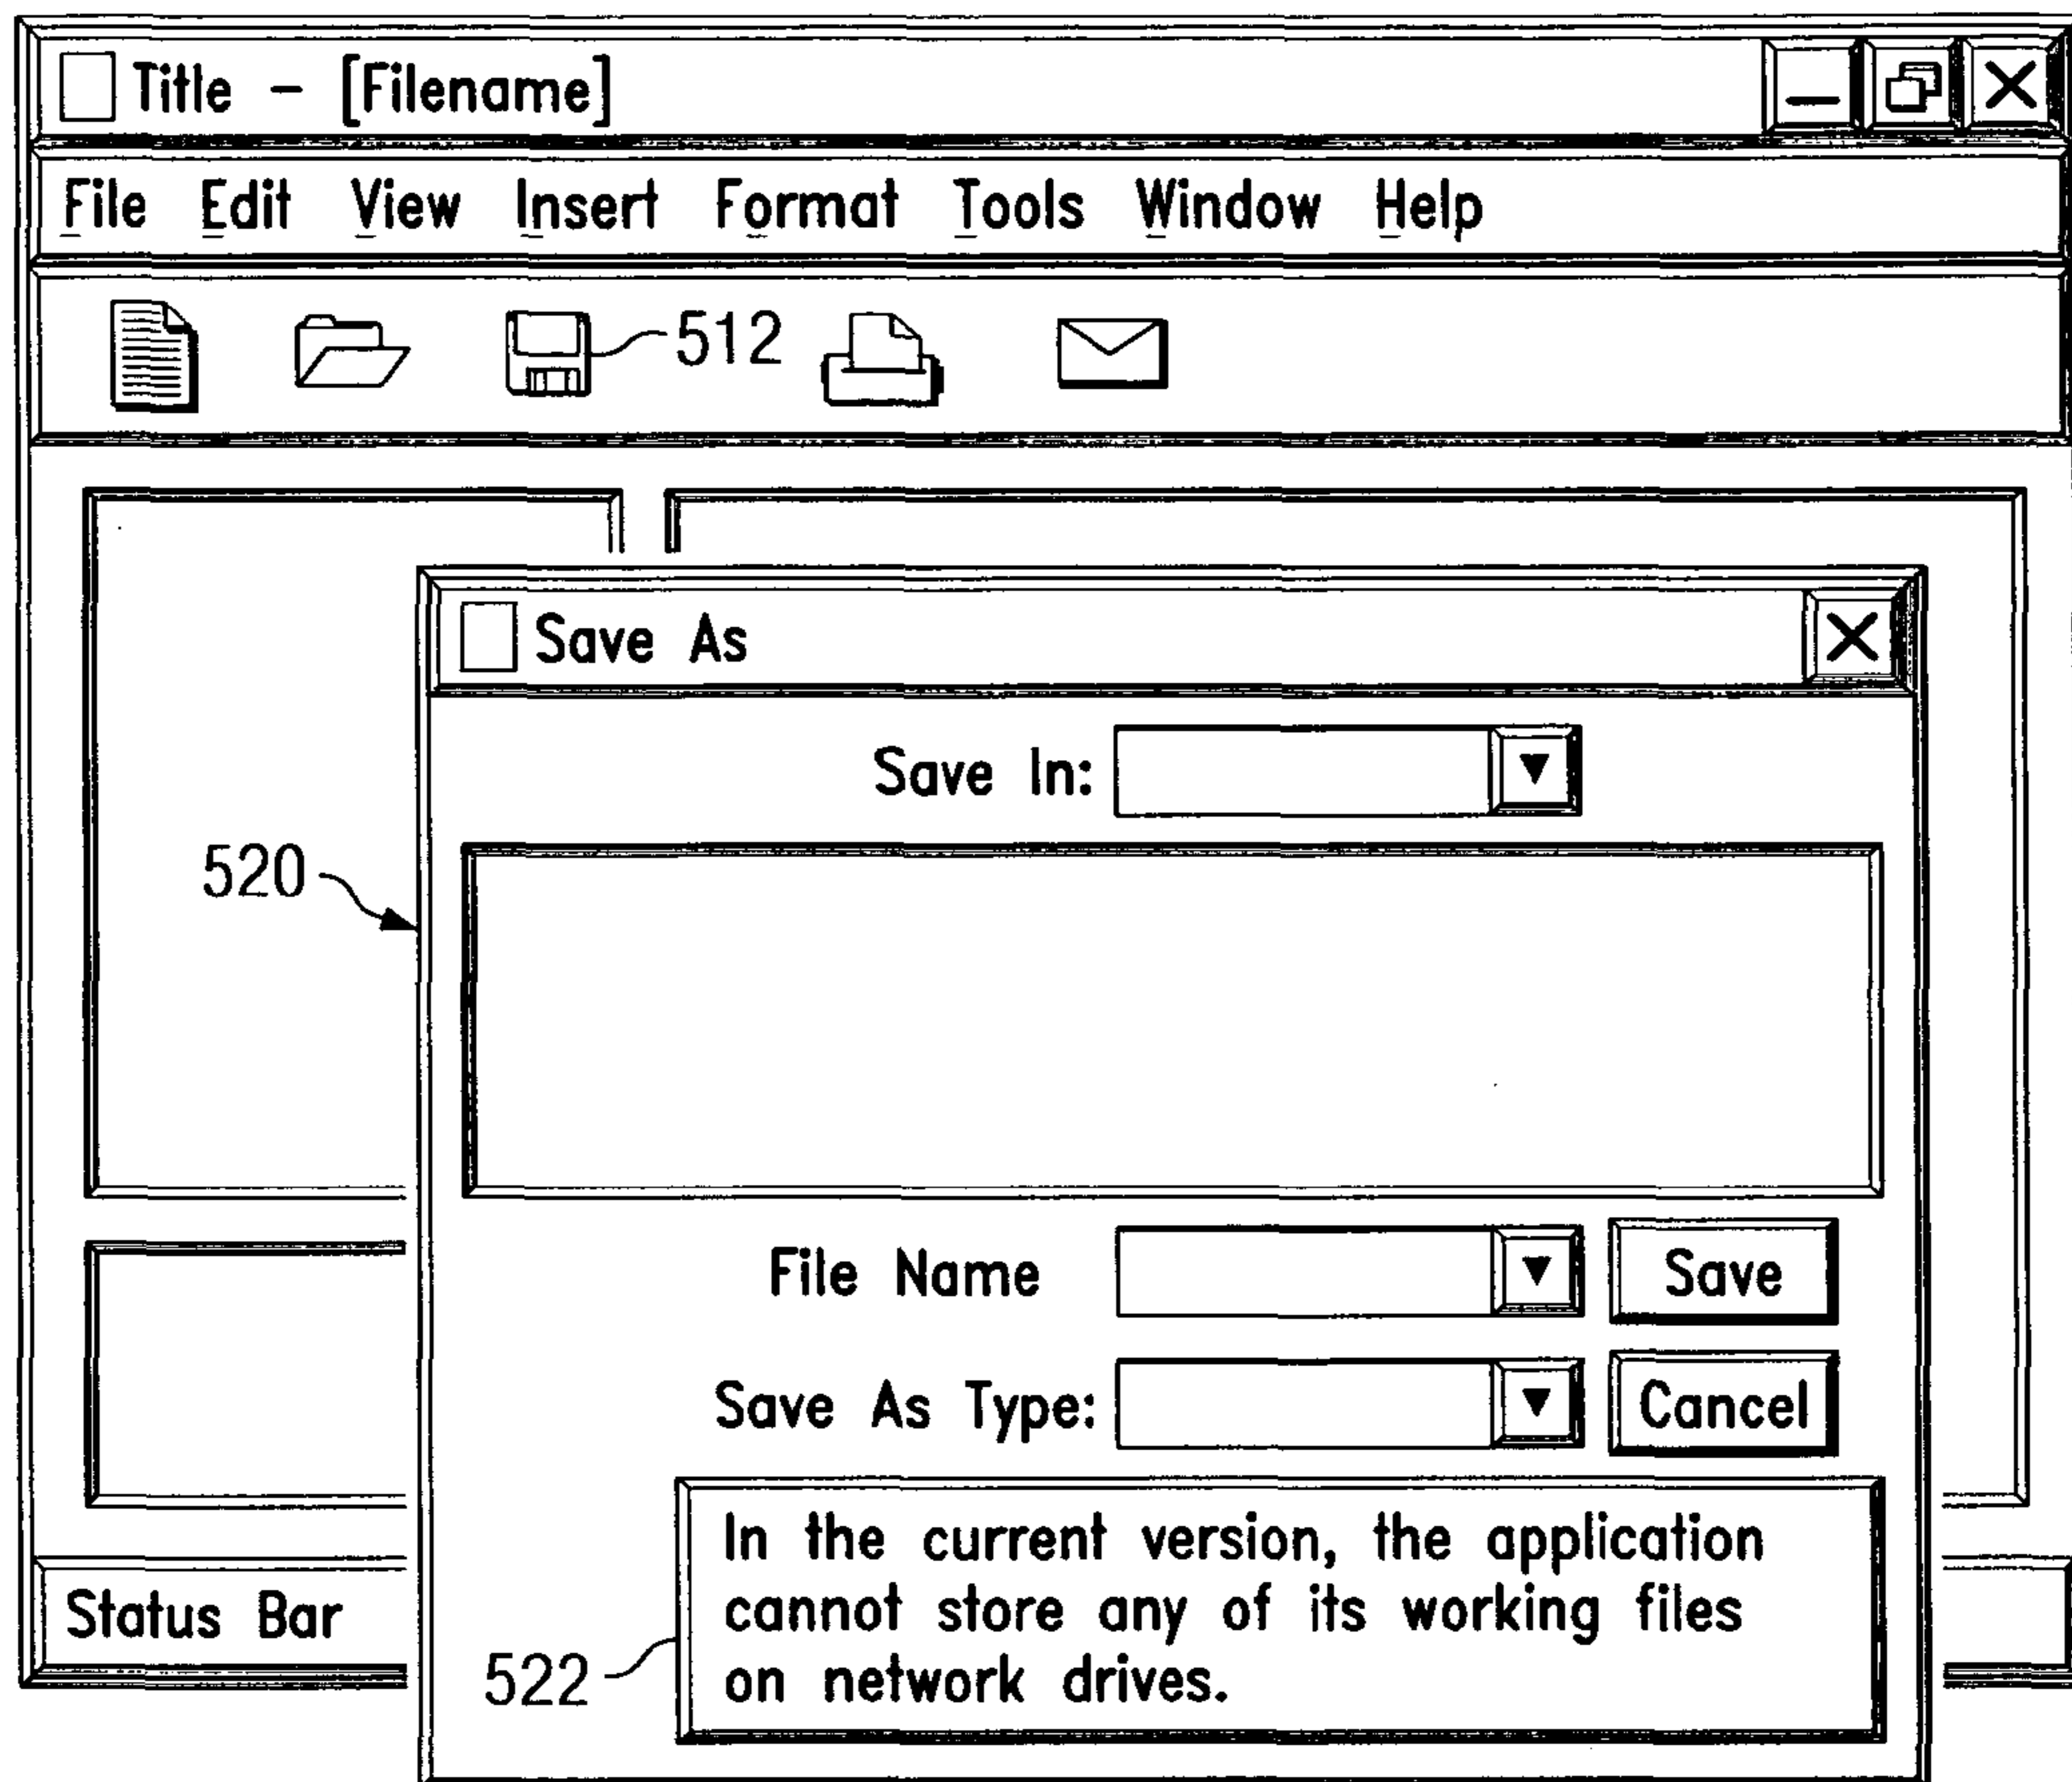 Title - [Filename]
File Edit View Insert Format Tools Window Help
512
Save As
Save In:
520
File Name
Save
Save As Type:
Cancel
In the current version, the application
cannot store any of its working files
on network drives.
Status Bar
522